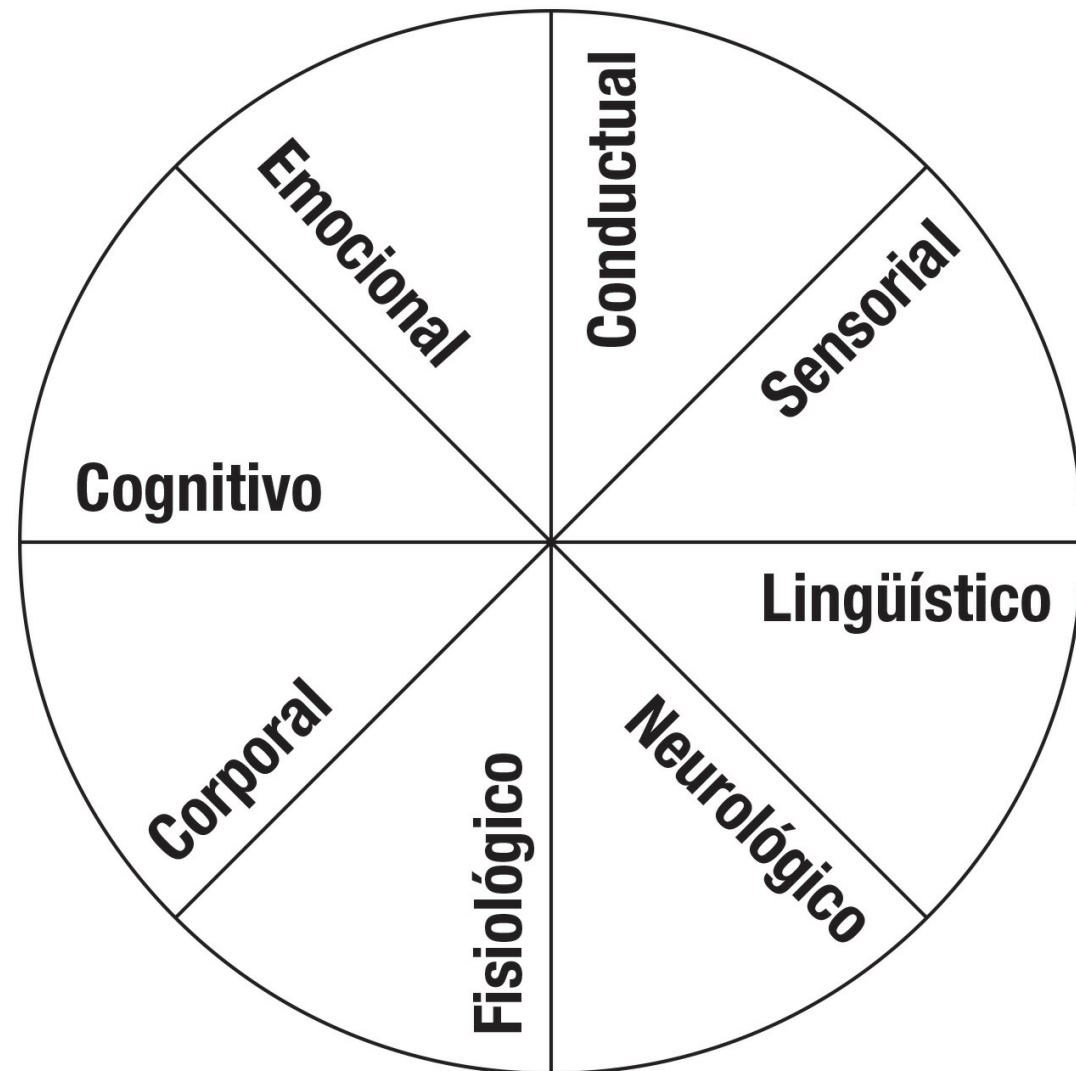 Conductual
Sensorial
Lingüístico
Neurológico
Fisiológico
Corporal
Cognitivo
Emocional